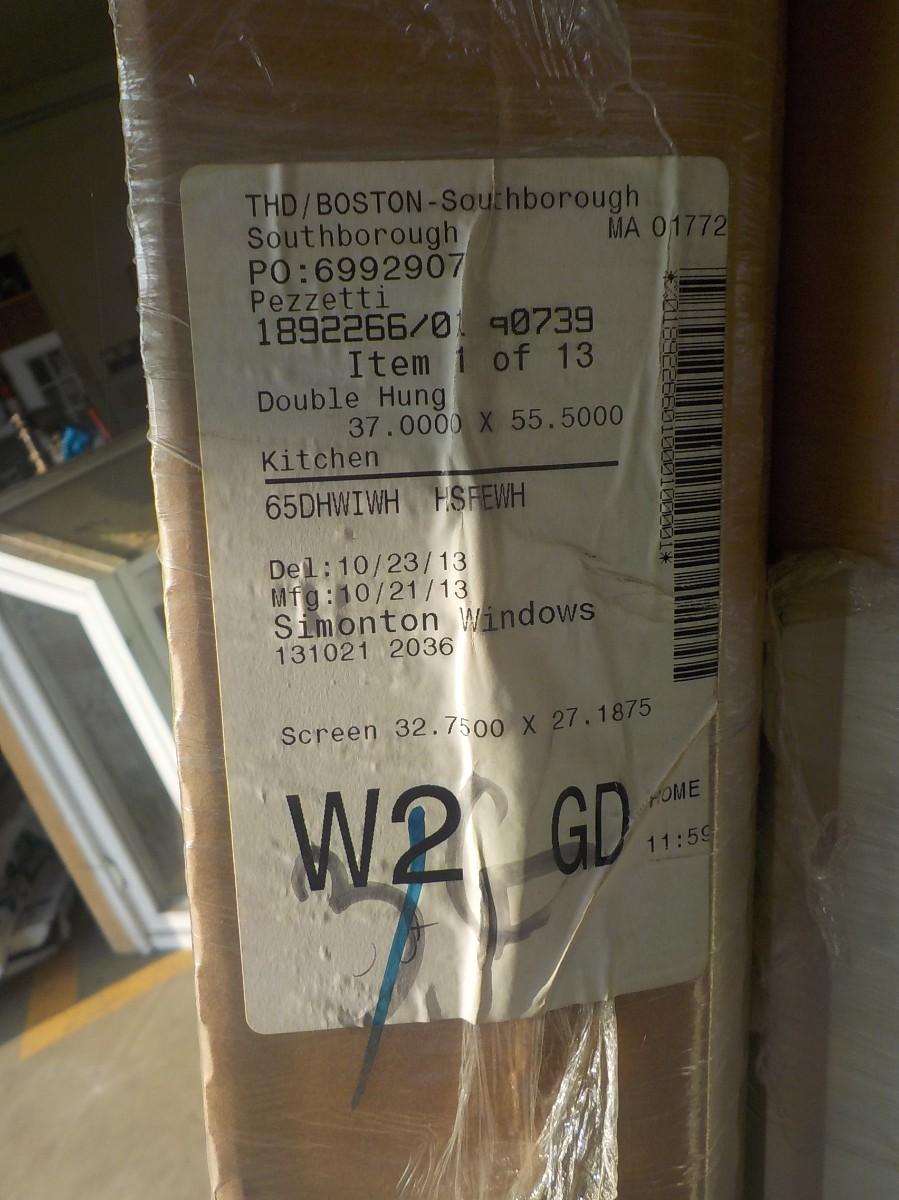 THD/BOSTON-Southborough
Southborough MA 01772
PO:6992907
Pezzetti
1892266/01 q0739
Item 1 of 13
Double Hung
37.0000 X 55.5000
Kitchen
65DHWIWH HSFEWH
Del:10/23/13
Mfg:10/21/13
Simonton Windows
131021 2036
Screen 32.7500 X 27.1875
W2 GD HOME
11:59